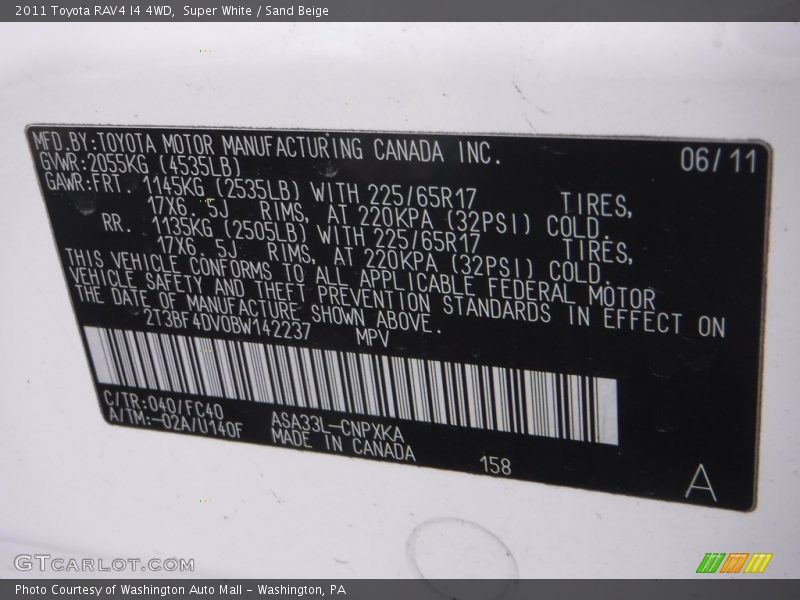 2011 Toyota RAV4 I4 4WD,  Super White / Sand Beige
MFD.BY:TOYOTA MOTOR MANUFACTURING CANADA INC. 06/11
GVWR:2055KG (4535LB)
GAWR:FRT. 1145KG (2535LB) WITH 225/65R17 TIRES,
17X6.5J RIMS, AT 220KPA (32PSI) COLD.
RR. 1135KG (2505LB) WITH 225/65R17 TIRES,
17X6.5J RIMS, AT 220KPA (32PSI) COLD.
THIS VEHICLE CONFORMS TO ALL APPLICABLE FEDERAL MOTOR
VEHICLE SAFETY AND THEFT PREVENTION STANDARDS IN EFFECT ON
THE DATE OF MANUFACTURE SHOWN ABOVE.
2T3BF4DV0BW142237 MPV
C/TR:040/FC40 ASA33L-CNPXKA
A/TM:-02A/U140F MADE IN CANADA 158 A
GTCARLOT.COM
Photo Courtesy of Washington Auto Mall - Washington, PA